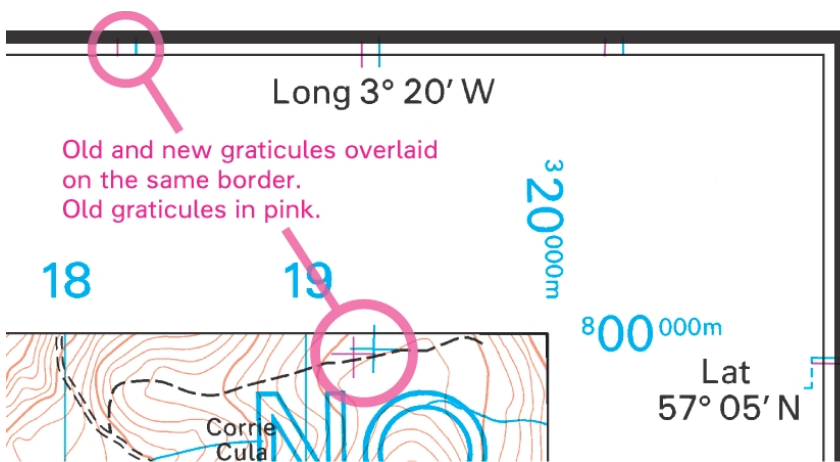 Long 3° 20′ W
Old and new graticules overlaid
on the same border.
Old graticules in pink.
18
19
³20⁰⁰⁰ᵐ
⁸00⁰⁰⁰ᵐ
Lat
57° 05′ N
NO
Corrie
Cula